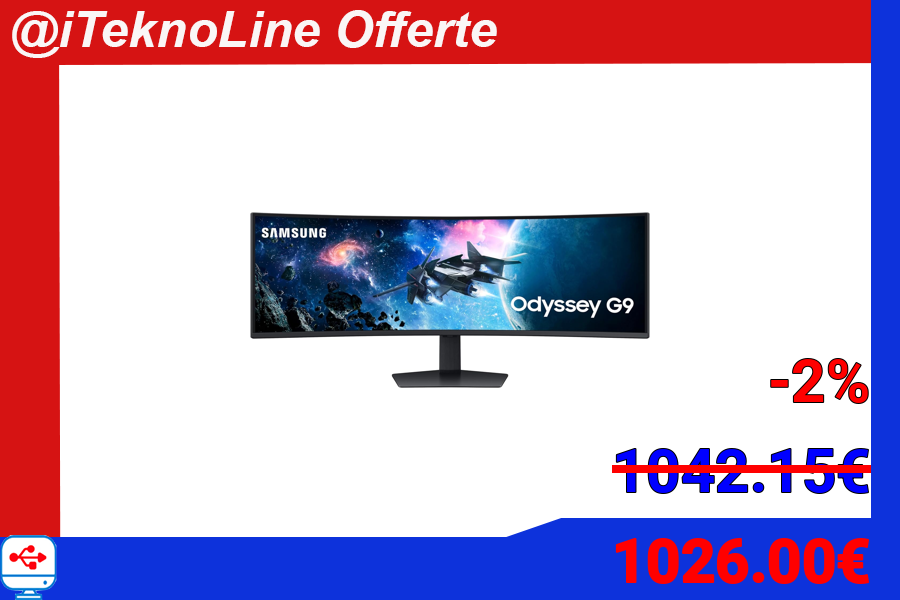 @iTeknoLine Offerte
SAMSUNG
Odyssey G9
-2%
1042.15€
1026.00€